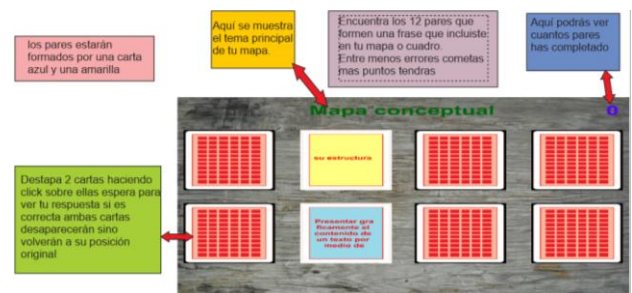 los pares estarán
formados por una carta
azul y una amarilla
Aquí se muestra
el tema principal
de tu mapa.
Encuentra los 12 pares que
formen una frase que incluiste
en tu mapa o cuadro.
Entre menos errores cometas
mas puntos tendras
Aquí podrás ver
cuantos pares
has completado
Mapa conceptual
0
su estructura
Destapa 2 cartas haciendo
click sobre ellas espera para
ver tu respuesta si es
correcta ambas cartas
desaparecerán sino
volverán a su posición
original
Presentar gra
ficamente el
contenido de
un texto por
medio de